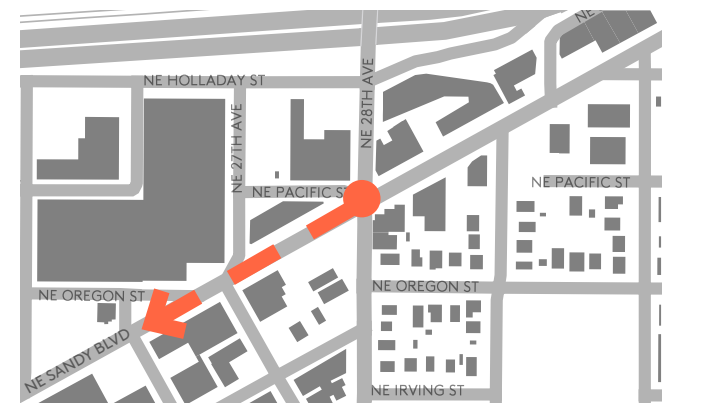 NE
NE HOLLADAY ST
NE 28TH AVE
NE 27TH AVE
NE PACIFIC S
NE PACIFIC ST
NE OREGON ST
NE OREGON ST
NE SANDY BLVD
NE IRVING ST